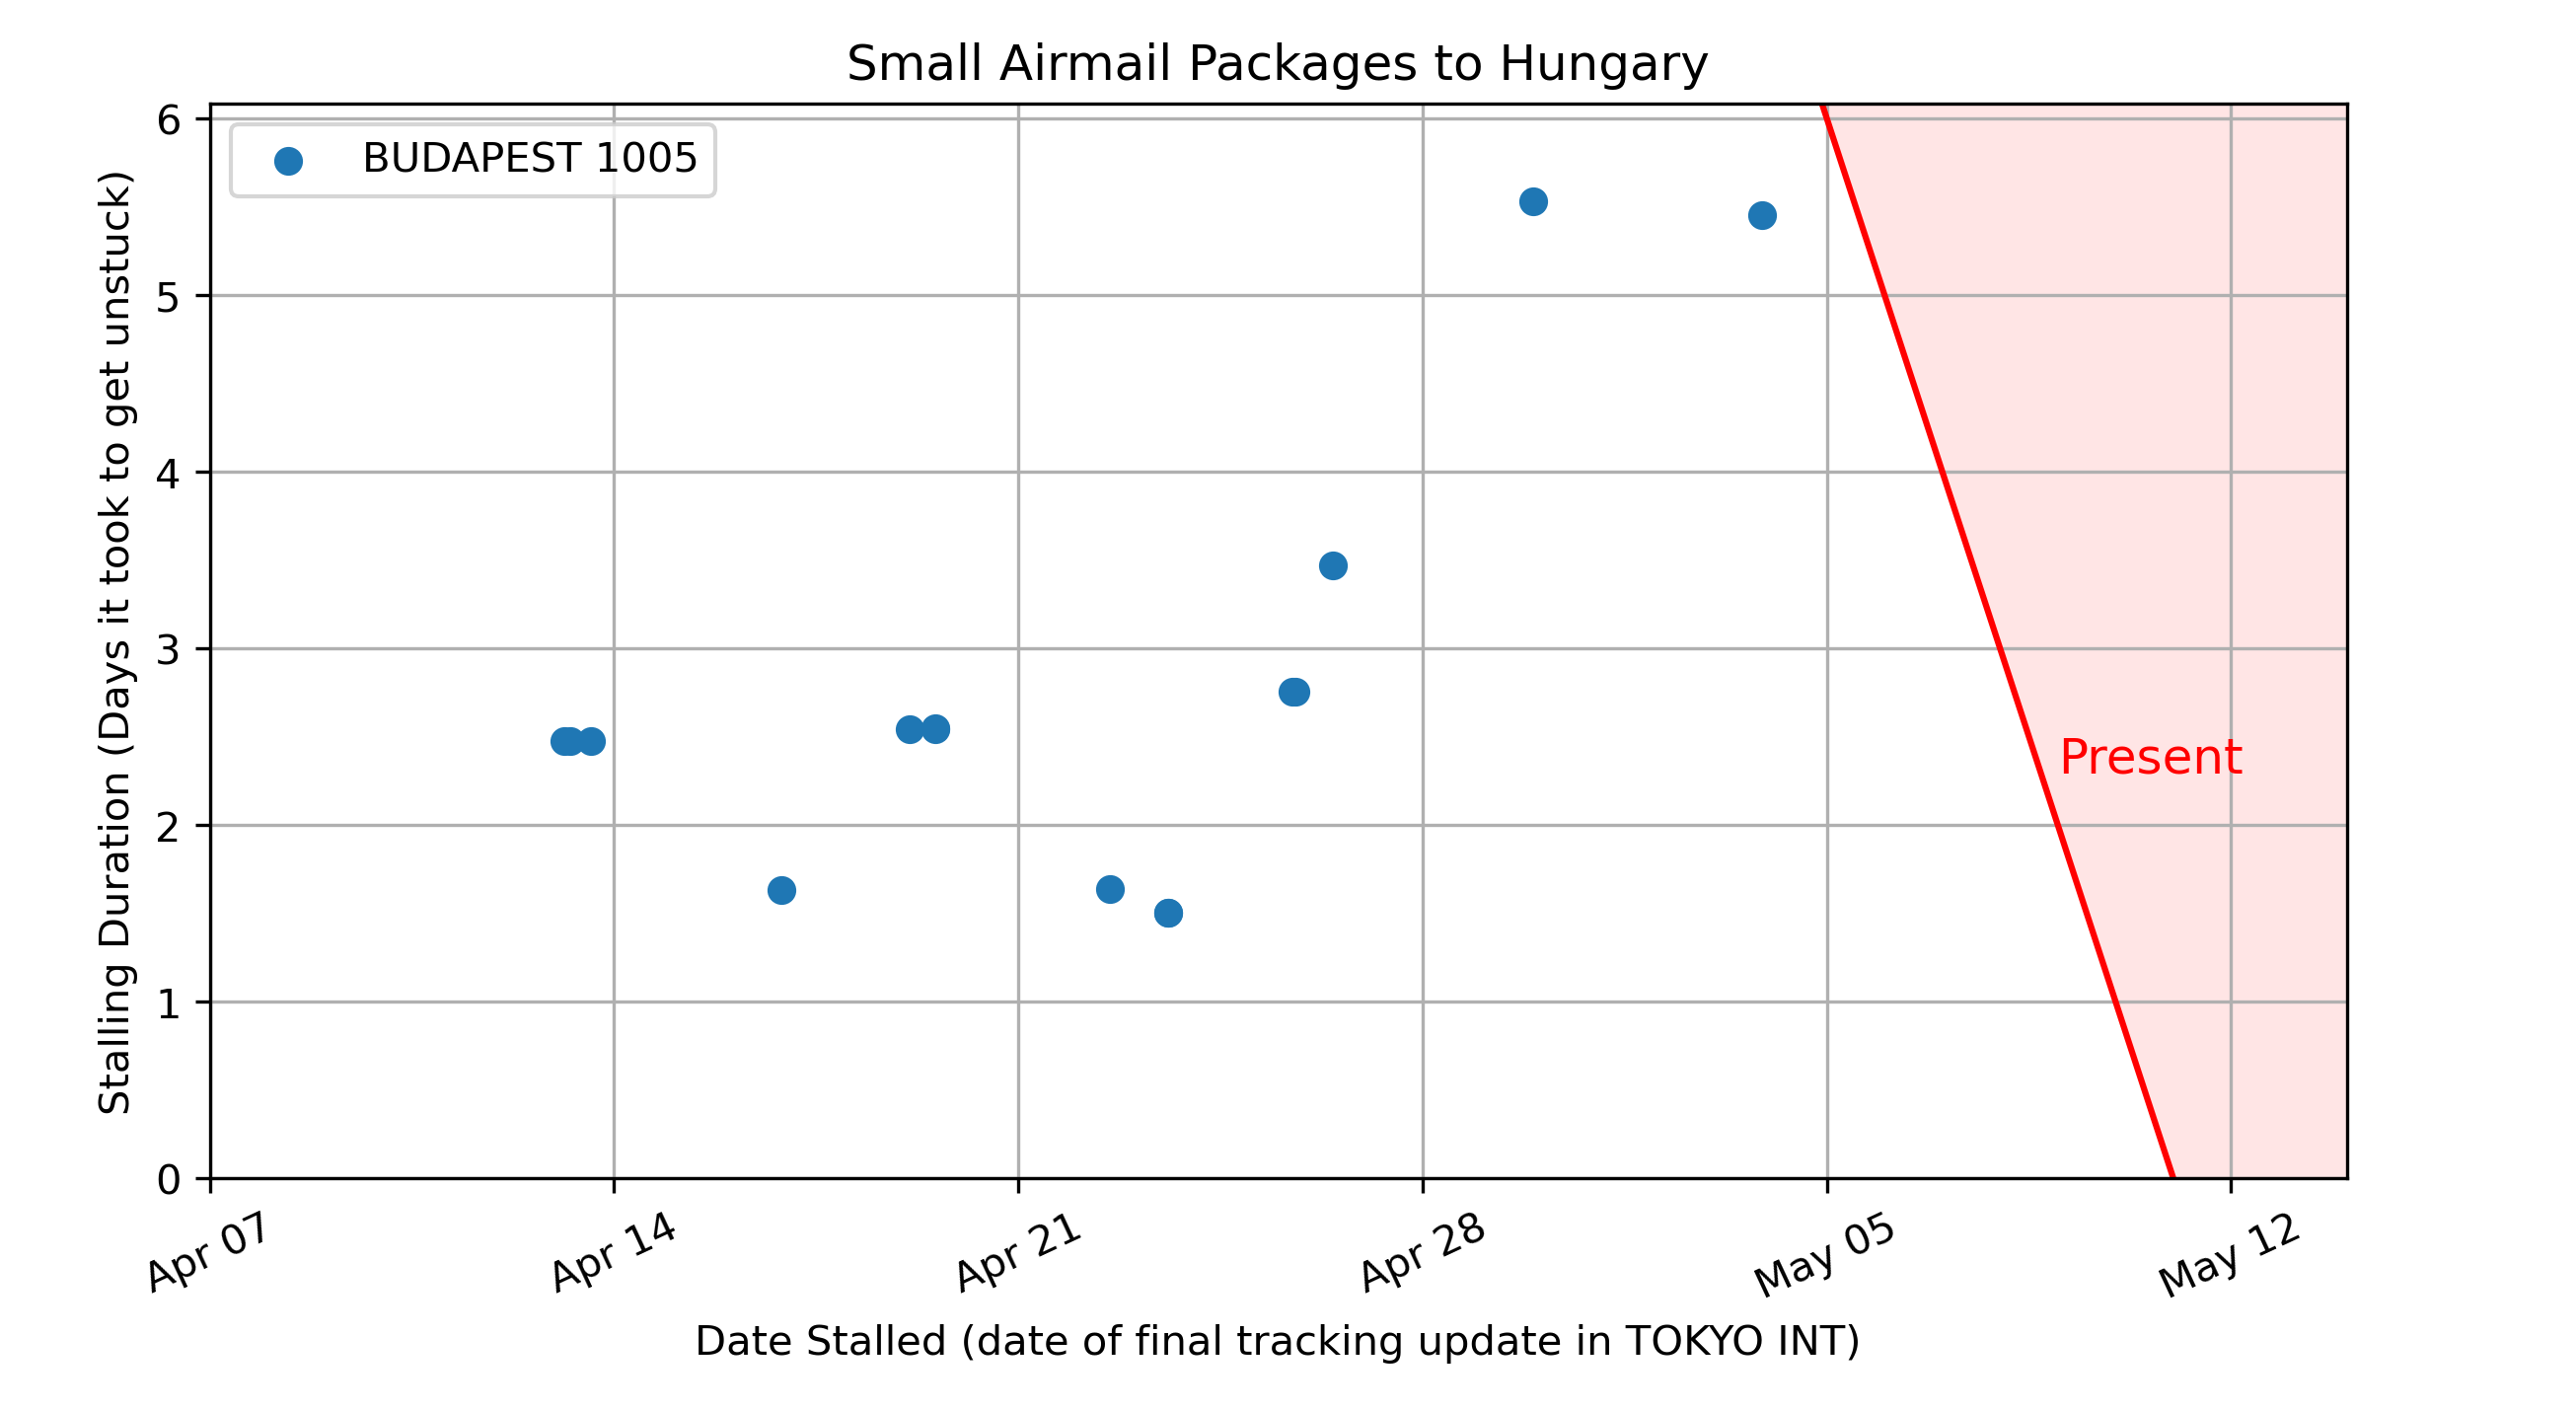 Small Airmail Packages to Hungary
BUDAPEST 1005
Stalling Duration (Days it took to get unstuck)
6
5
4
3
2
1
0
Present
Apr 07
Apr 14
Apr 21
Apr 28
May 05
May 12
Date Stalled (date of final tracking update in TOKYO INT)